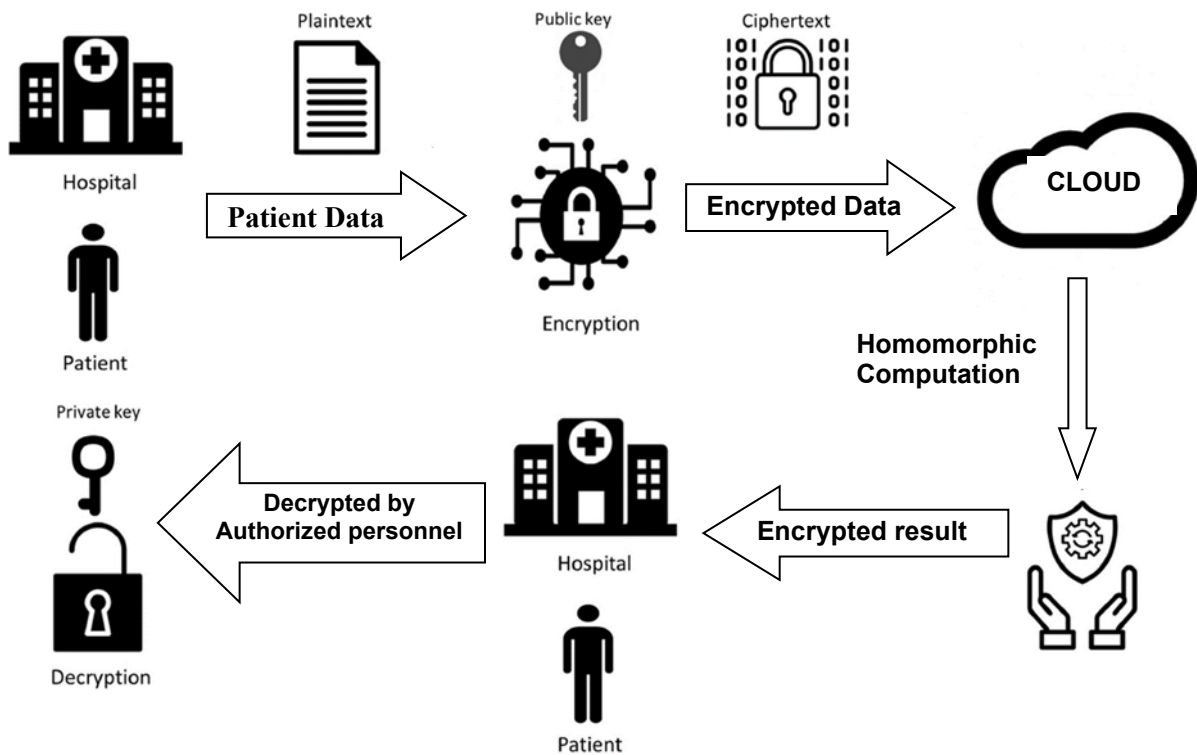 Plaintext
Public key
Ciphertext
Hospital
Patient Data
Encrypted Data
CLOUD
Encryption
Patient
Homomorphic
Computation
Private key
Decrypted by
Authorized personnel
Encrypted result
Hospital
Decryption
Patient